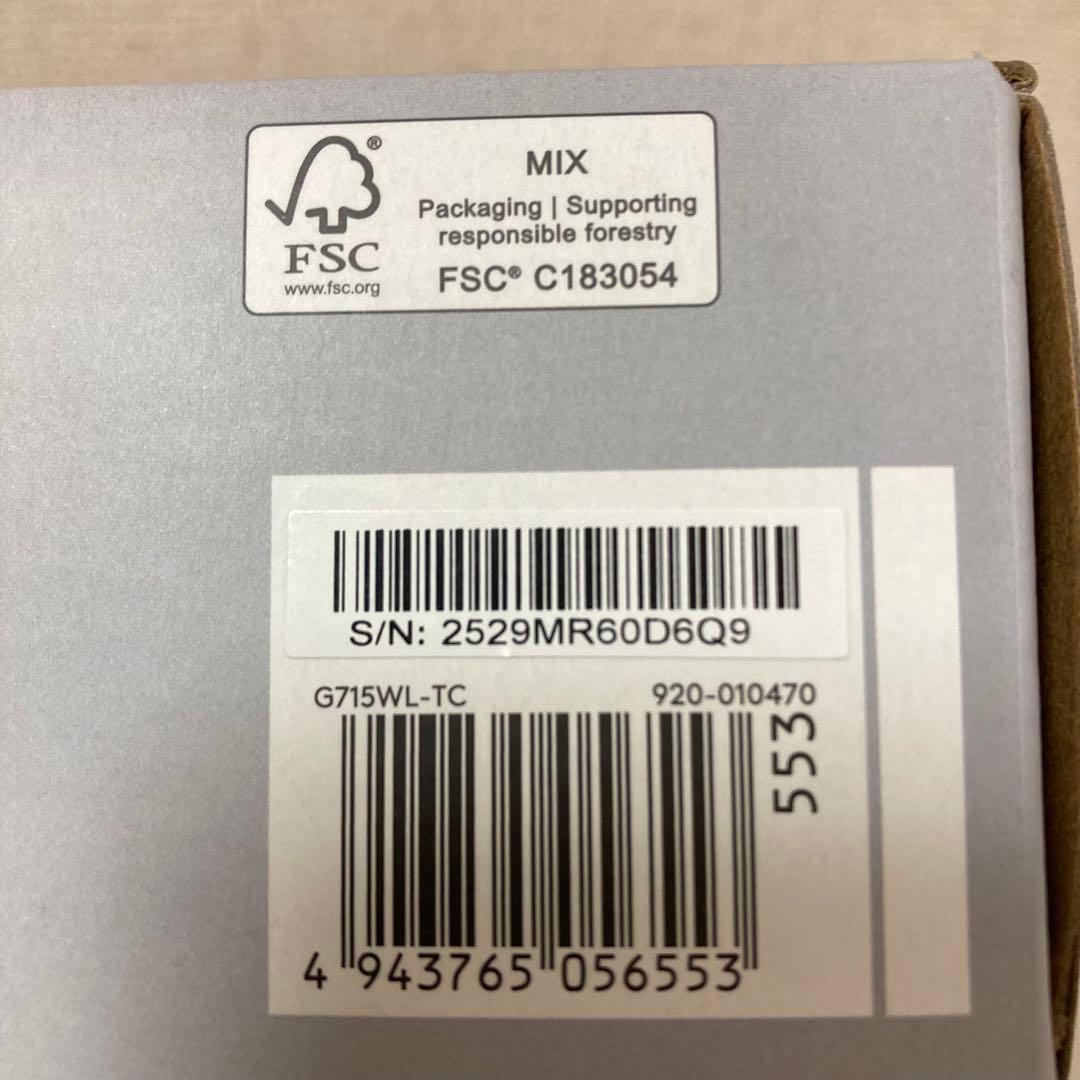 ®
FSC
www.fsc.org
MIX
Packaging | Supporting
responsible forestry
FSC® C183054
S/N: 2529MR60D6Q9
G715WL-TC 920-010470
553
4 943765 056553